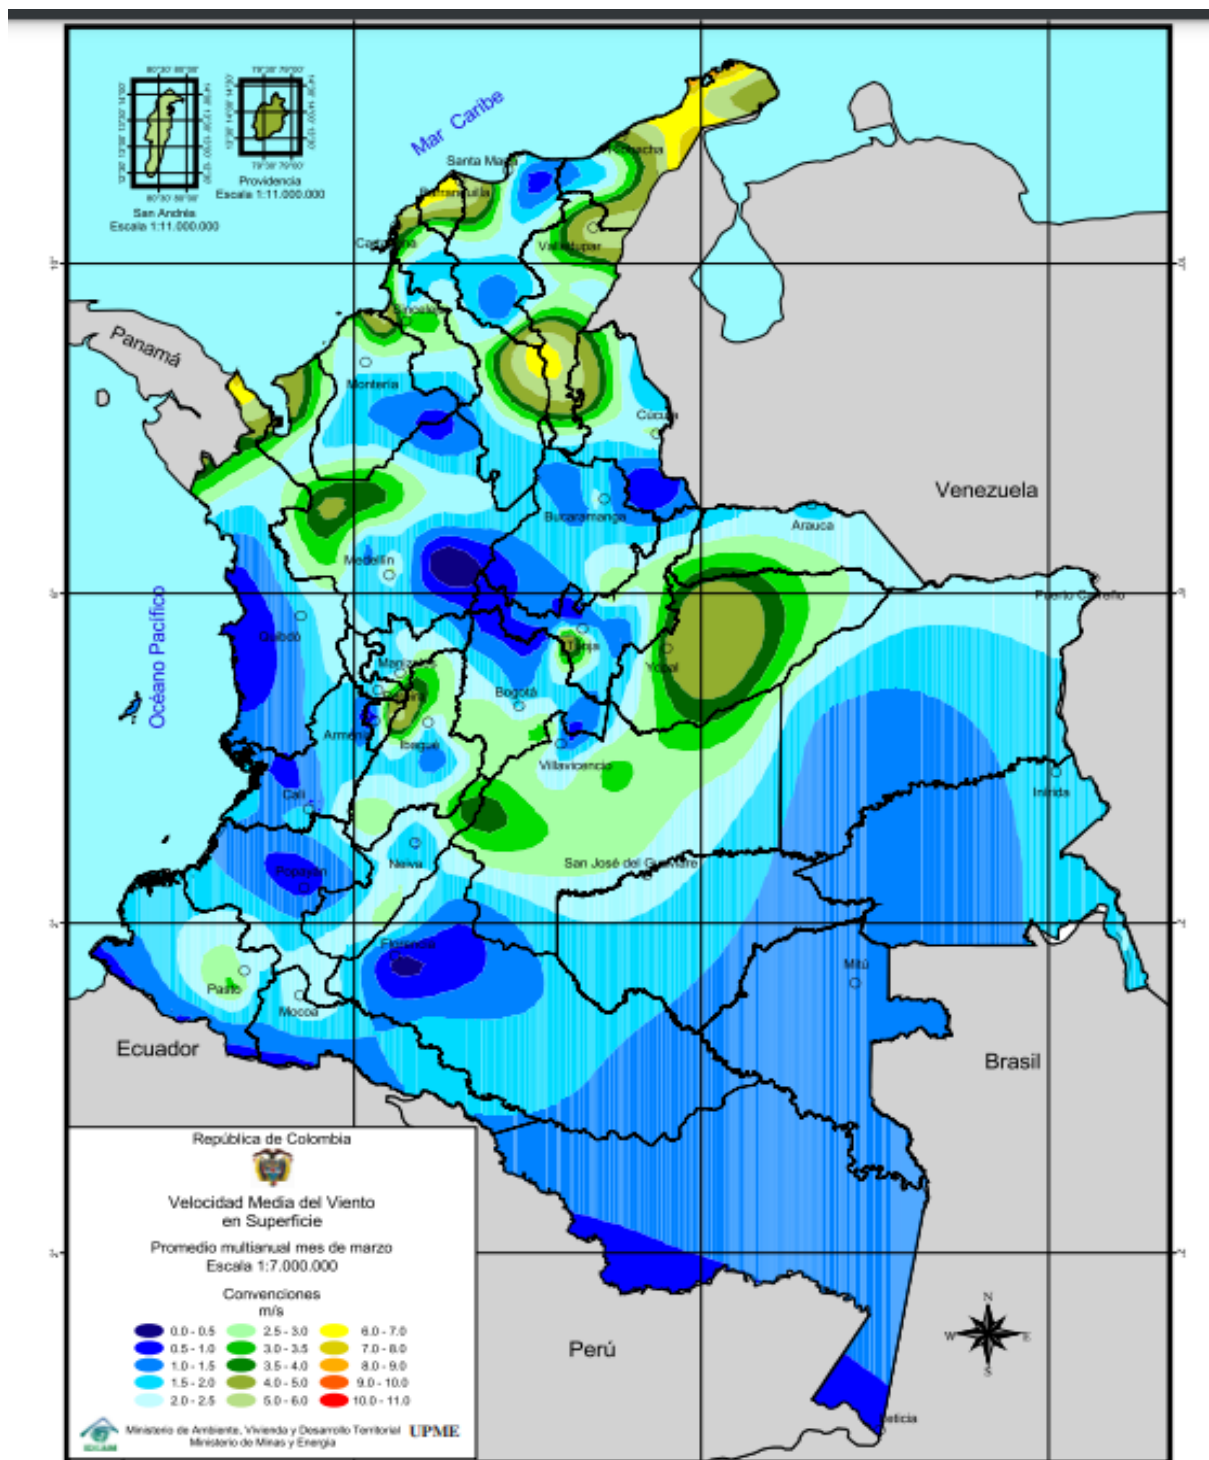 Mar Caribe
San Andrés
Escala 1:11.000.000
Providencia
Escala 1:11.000.000
Santa Marta
Riohacha
Barranquilla
Cartagena
Valledupar
Sincelejo
Panamá
Montería
Cúcuta
Venezuela
Bucaramanga
Arauca
Medellín
Puerto Carreño
Océano Pacífico
Quibdó
Tunja
Yopal
Manizales
Pereira
Bogotá
Armenia
Ibagué
Villavicencio
Cali
Inírida
Neiva
San José del Guaviare
Popayán
Florencia
Mitú
Pasto
Mocoa
Ecuador
Brasil
Perú
Leticia
N
W
E
S
República de Colombia
Velocidad Media del Viento
en Superficie
Promedio multianual mes de marzo
Escala 1:7.000.000
Convenciones
m/s
0.0 - 0.5 2.5 - 3.0 6.0 - 7.0
0.5 - 1.0 3.0 - 3.5 7.0 - 8.0
1.0 - 1.5 3.5 - 4.0 8.0 - 9.0
1.5 - 2.0 4.0 - 5.0 9.0 - 10.0
2.0 - 2.5 5.0 - 6.0 10.0 - 11.0
IDEAM
Ministerio de Ambiente, Vivienda y Desarrollo Territorial UPME
Ministerio de Minas y Energía